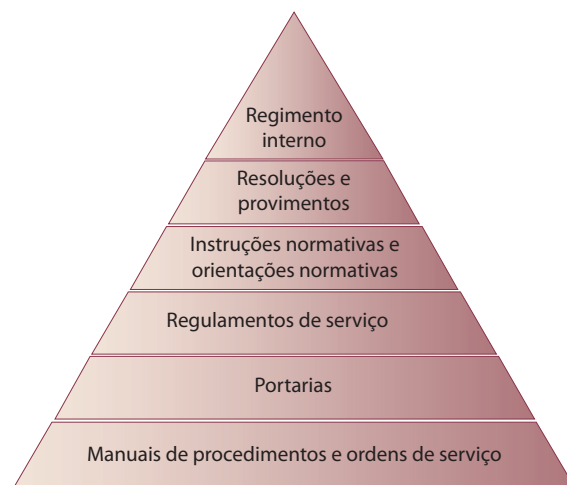 Regimento
interno
Resoluções e
provimentos
Instruções normativas e
orientações normativas
Regulamentos de serviço
Portarias
Manuais de procedimentos e ordens de serviço